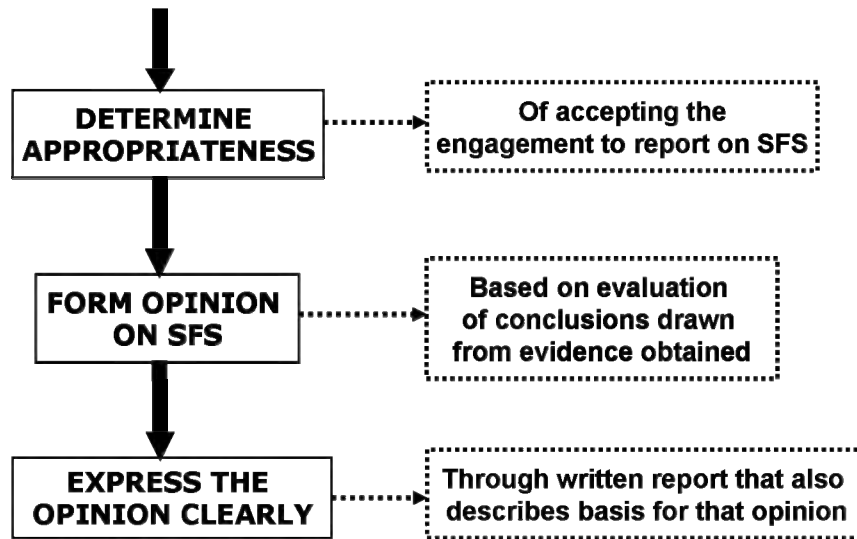 DETERMINE
APPROPRIATENESS
Of accepting the
engagement to report on SFS
FORM OPINION
ON SFS
Based on evaluation
of conclusions drawn
from evidence obtained
EXPRESS THE
OPINION CLEARLY
Through written report that also
describes basis for that opinion